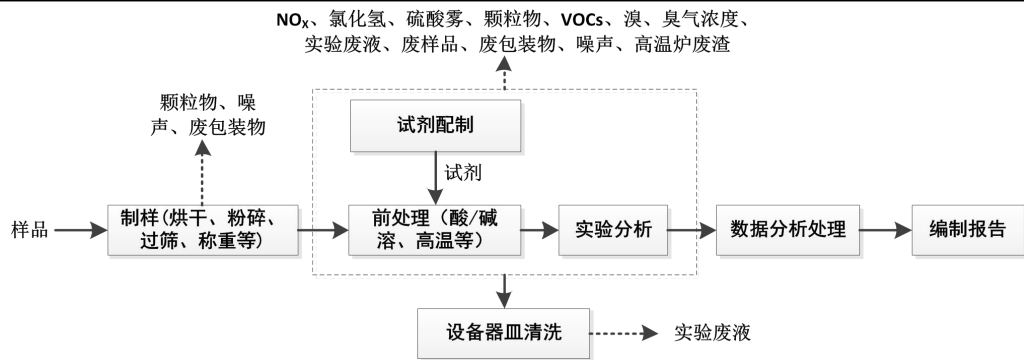 NOX、氯化氢、硫酸雾、颗粒物、VOCs、溴、臭气浓度、
实验废液、废样品、废包装物、噪声、高温炉废渣
颗粒物、噪
声、废包装物
试剂配制
试剂
样品
制样(烘干、粉碎、
过筛、称重等)
前处理（酸/碱
溶、高温等）
实验分析
数据分析处理
编制报告
设备器皿清洗
实验废液